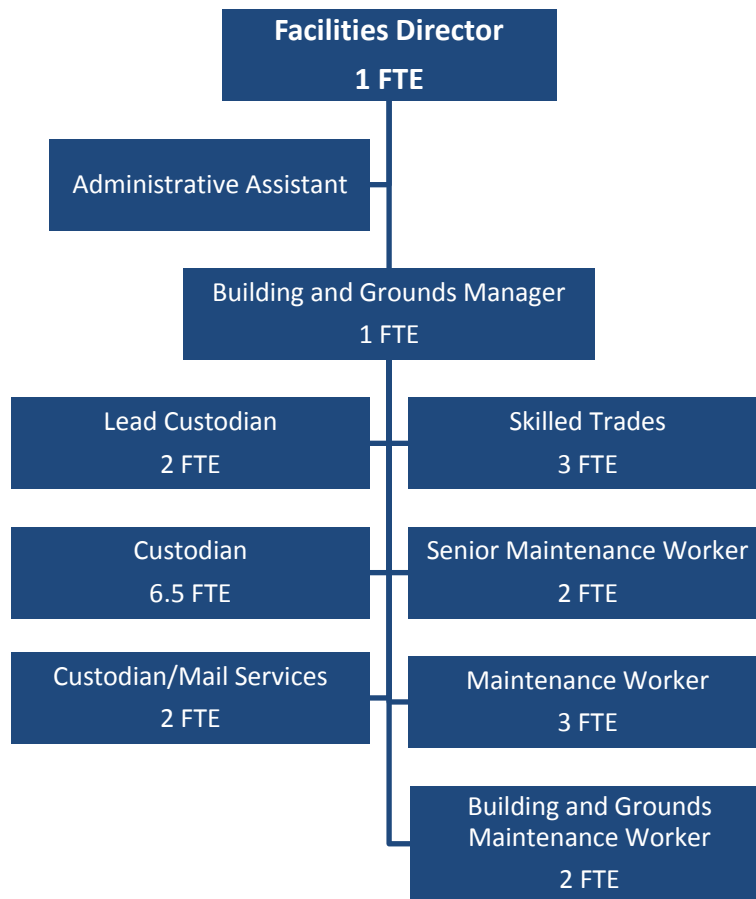 Facilities Director
1 FTE
Administrative Assistant
Building and Grounds Manager
1 FTE
Lead Custodian
2 FTE
Skilled Trades
3 FTE
Custodian
6.5 FTE
Senior Maintenance Worker
2 FTE
Custodian/Mail Services
2 FTE
Maintenance Worker
3 FTE
Building and Grounds
Maintenance Worker
2 FTE